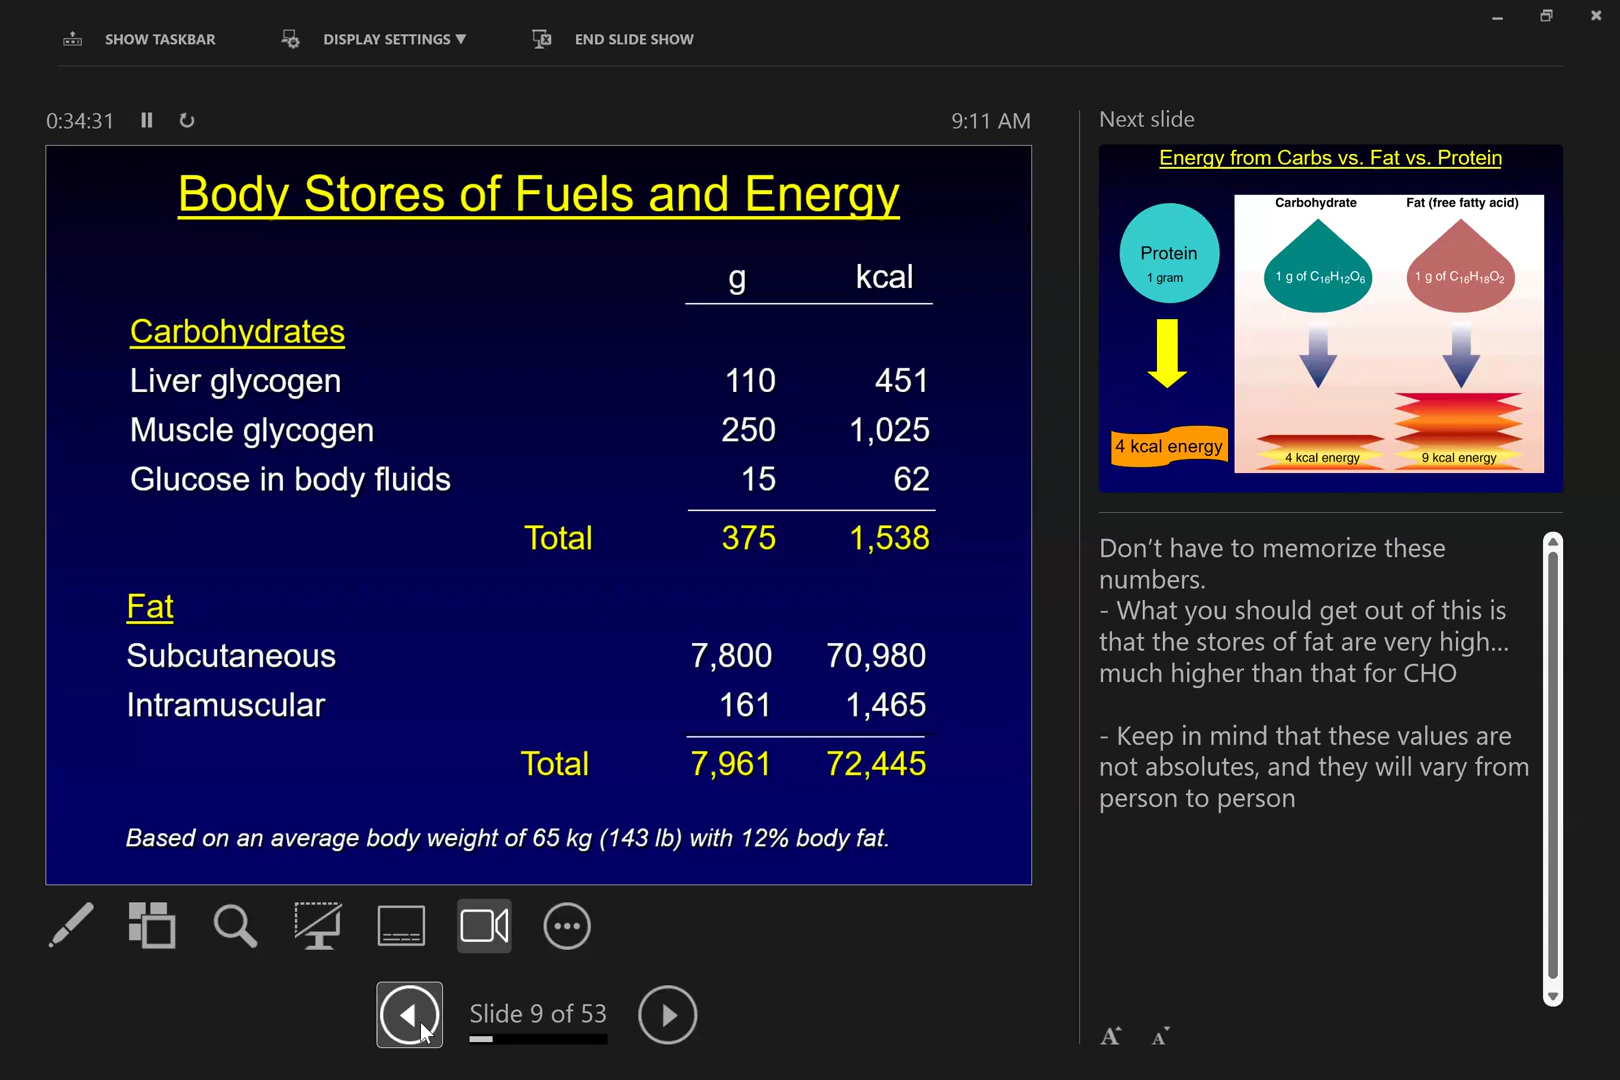 SHOW TASKBAR
DISPLAY SETTINGS ▼
END SLIDE SHOW
0:34:31
9:11 AM
Body Stores of Fuels and Energy
g kcal
Carbohydrates
Liver glycogen 110 451
Muscle glycogen 250 1,025
Glucose in body fluids 15 62
Total 375 1,538
Fat
Subcutaneous 7,800 70,980
Intramuscular 161 1,465
Total 7,961 72,445
Based on an average body weight of 65 kg (143 lb) with 12% body fat.
Slide 9 of 53
Next slide
Energy from Carbs vs. Fat vs. Protein
Carbohydrate Fat (free fatty acid)
Protein
1 gram
1 g of C₁₆H₁₂O₆ 1 g of C₁₆H₁₈O₂
4 kcal energy
4 kcal energy 9 kcal energy
Don’t have to memorize these
numbers.
- What you should get out of this is
that the stores of fat are very high...
much higher than that for CHO
- Keep in mind that these values are
not absolutes, and they will vary from
person to person
A A